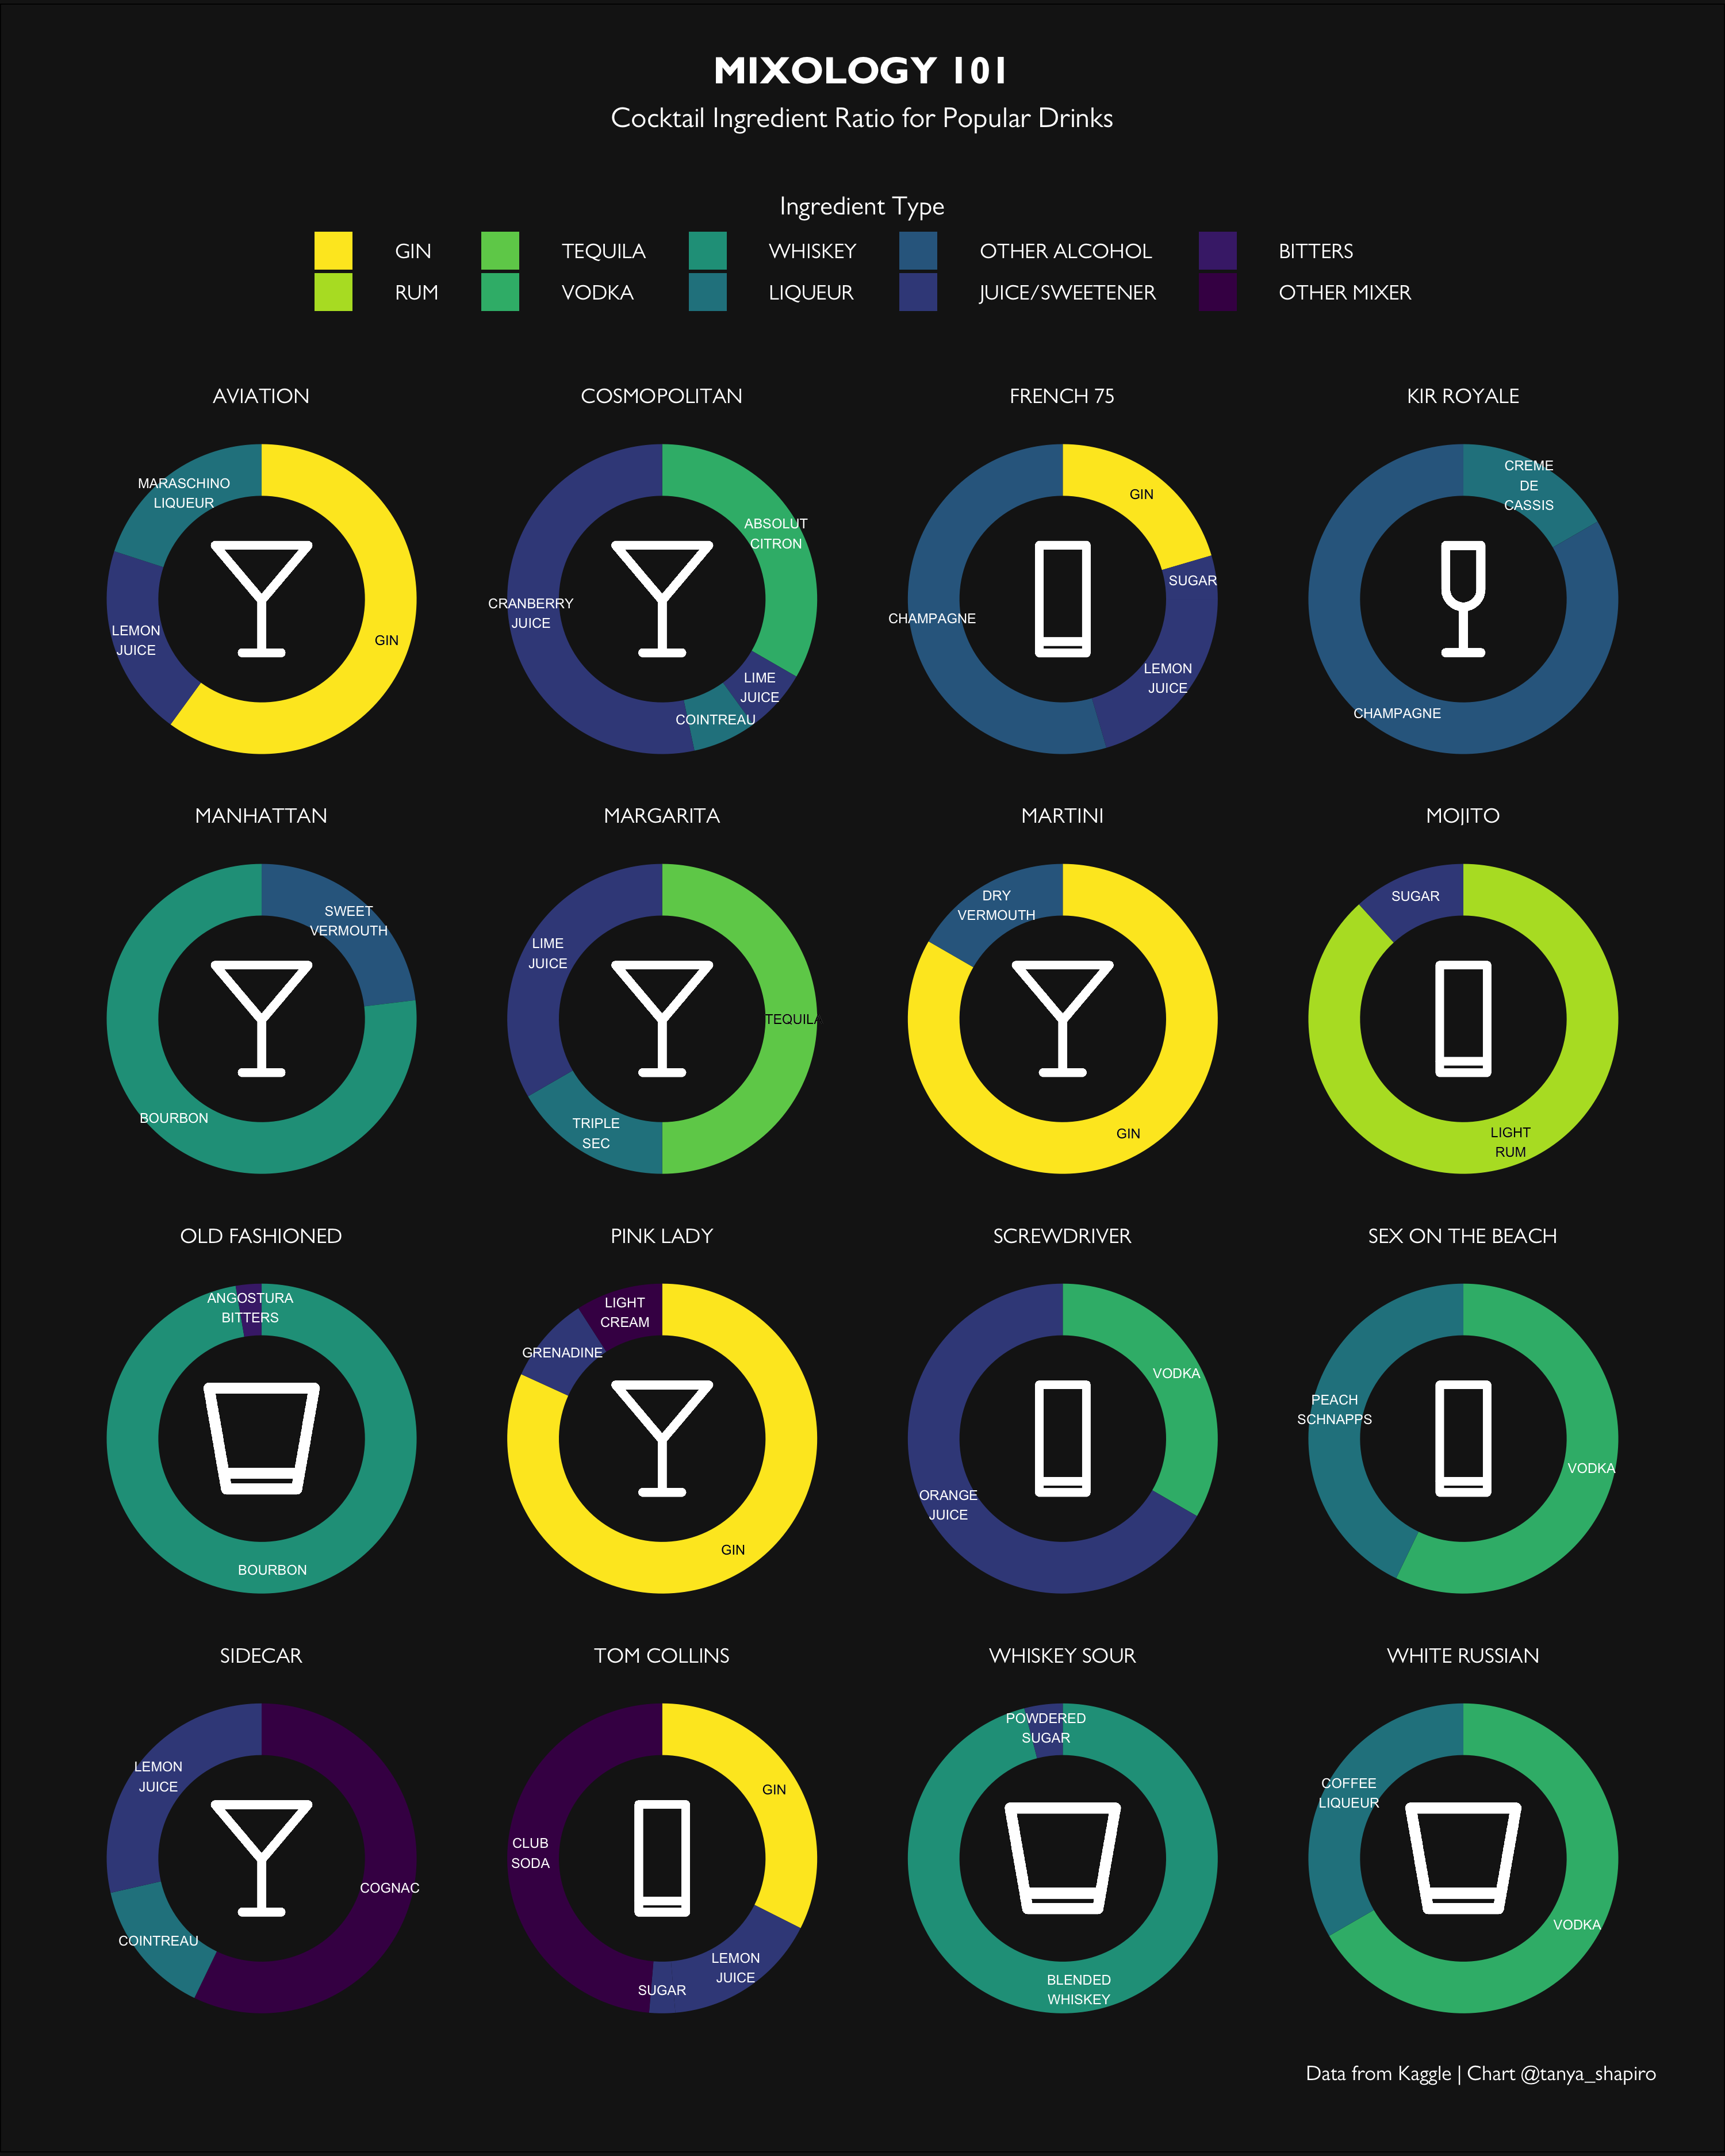 MIXOLOGY 101
Cocktail Ingredient Ratio for Popular Drinks
Ingredient Type
GIN
TEQUILA
WHISKEY
OTHER ALCOHOL
BITTERS
RUM
VODKA
LIQUEUR
JUICE/SWEETENER
OTHER MIXER
AVIATION
MARASCHINO
LIQUEUR
LEMON
JUICE
GIN
COSMOPOLITAN
ABSOLUT
CITRON
CRANBERRY
JUICE
LIME
JUICE
COINTREAU
FRENCH 75
GIN
SUGAR
CHAMPAGNE
LEMON
JUICE
KIR ROYALE
CREME
DE
CASSIS
CHAMPAGNE
MANHATTAN
SWEET
VERMOUTH
BOURBON
MARGARITA
LIME
JUICE
TEQUILA
TRIPLE
SEC
MARTINI
DRY
VERMOUTH
GIN
MOJITO
SUGAR
LIGHT
RUM
OLD FASHIONED
ANGOSTURA
BITTERS
BOURBON
PINK LADY
LIGHT
CREAM
GRENADINE
GIN
SCREWDRIVER
VODKA
ORANGE
JUICE
SEX ON THE BEACH
PEACH
SCHNAPPS
VODKA
SIDECAR
LEMON
JUICE
COGNAC
COINTREAU
TOM COLLINS
GIN
CLUB
SODA
LEMON
JUICE
SUGAR
WHISKEY SOUR
POWDERED
SUGAR
BLENDED
WHISKEY
WHITE RUSSIAN
COFFEE
LIQUEUR
VODKA
Data from Kaggle | Chart @tanya_shapiro